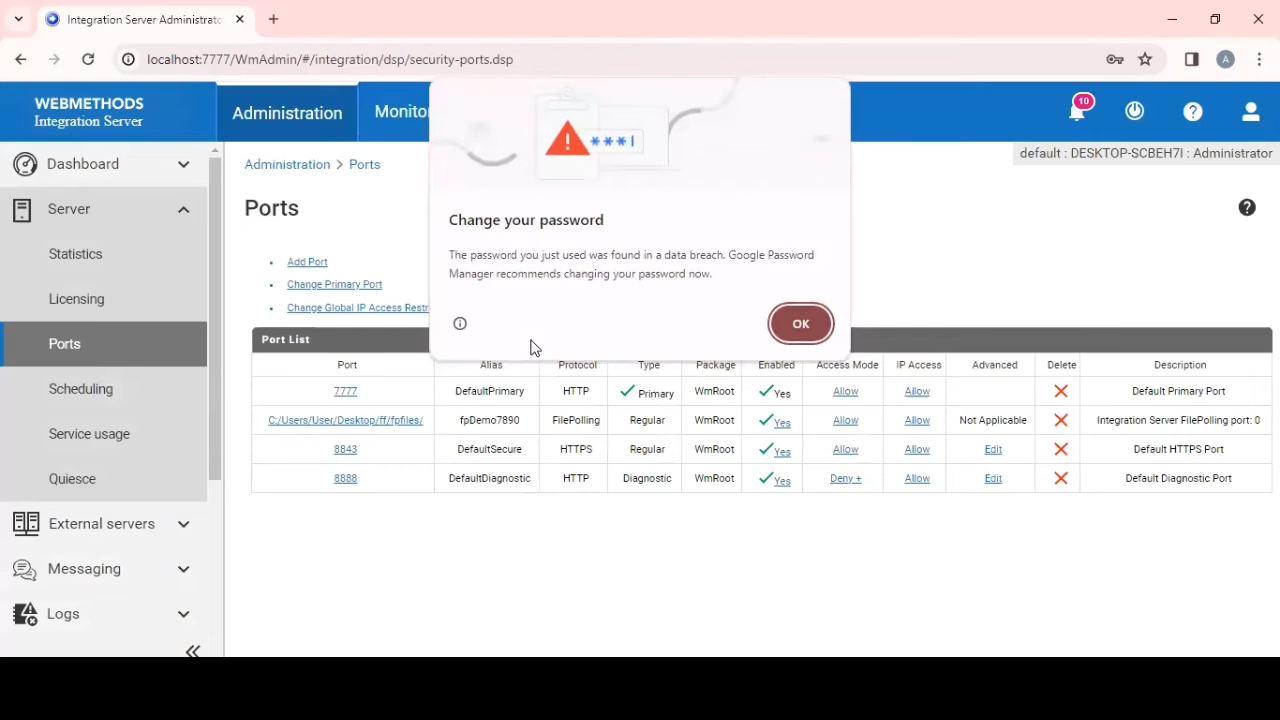 Integration Server Administrato
localhost:7777/WmAdmin/#/integration/dsp/security-ports.dsp
A
WEBMETHODS
Integration Server
Administration
Monito
10
default : DESKTOP-SCBEH7I : Administrator
Dashboard
Server
Statistics
Licensing
Ports
Scheduling
Service usage
Quiesce
External servers
Messaging
Logs
Administration > Ports
Ports
Add Port
Change Primary Port
Change Global IP Access Restr
***|
Change your password
The password you just used was found in a data breach. Google Password
Manager recommends changing your password now.
OK
Port List
Port Alias Protocol Type Package Enabled Access Mode IP Access Advanced Delete Description
7777 DefaultPrimary HTTP Primary WmRoot Yes Allow Allow Default Primary Port
C:/Users/User/Desktop/ff/fpfiles/ fpDemo7890 FilePolling Regular WmRoot Yes Allow Allow Not Applicable Integration Server FilePolling port: 0
8843 DefaultSecure HTTPS Regular WmRoot Yes Allow Allow Edit Default HTTPS Port
8888 DefaultDiagnostic HTTP Diagnostic WmRoot Yes Deny + Allow Edit Default Diagnostic Port